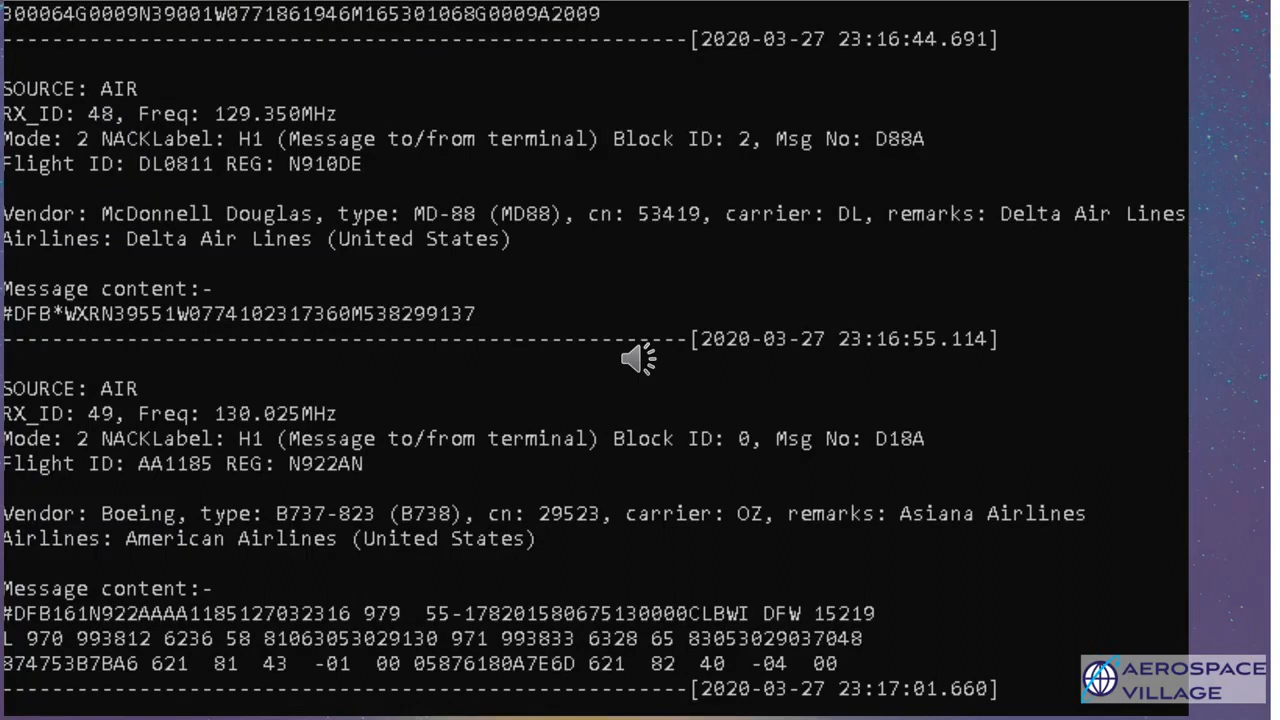 300064G0009N39001W0771861946M165301068G0009A2009
-------------------------------------------------------[2020-03-27 23:16:44.691]
SOURCE: AIR
RX_ID: 48, Freq: 129.350MHz
Mode: 2 NACKLabel: H1 (Message to/from terminal) Block ID: 2, Msg No: D88A
Flight ID: DL0811 REG: N910DE
Vendor: McDonnell Douglas, type: MD-88 (MD88), cn: 53419, carrier: DL, remarks: Delta Air Lines
Airlines: Delta Air Lines (United States)
Message content:-
#DFB*WXRN39551W0774102317360M538299137
-------------------------------------------------------[2020-03-27 23:16:55.114]
SOURCE: AIR
RX_ID: 49, Freq: 130.025MHz
Mode: 2 NACKLabel: H1 (Message to/from terminal) Block ID: 0, Msg No: D18A
Flight ID: AA1185 REG: N922AN
Vendor: Boeing, type: B737-823 (B738), cn: 29523, carrier: OZ, remarks: Asiana Airlines
Airlines: American Airlines (United States)
Message content:-
#DFB161N922AAAA1185127032316 979  55-178201580675130000CLBWI DFW 15219
L 970 993812 6236 58 81063053029130 971 993833 6328 65 83053029037048
874753B7BA6 621  81  43  -01  00 05876180A7E6D 621  82  40  -04  00
-------------------------------------------------------[2020-03-27 23:17:01.660]
AEROSPACE
VILLAGE